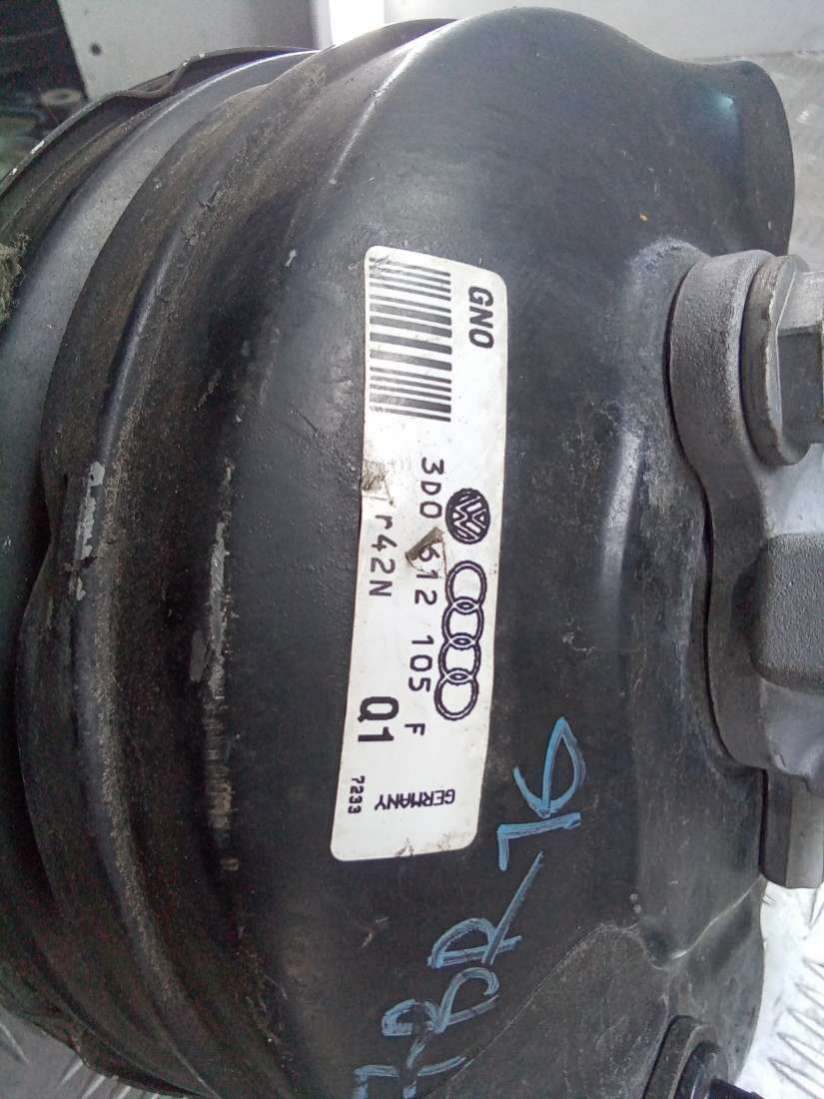 GNO
3D0 612 105 F
r42N
Q1
GERMANY
7233